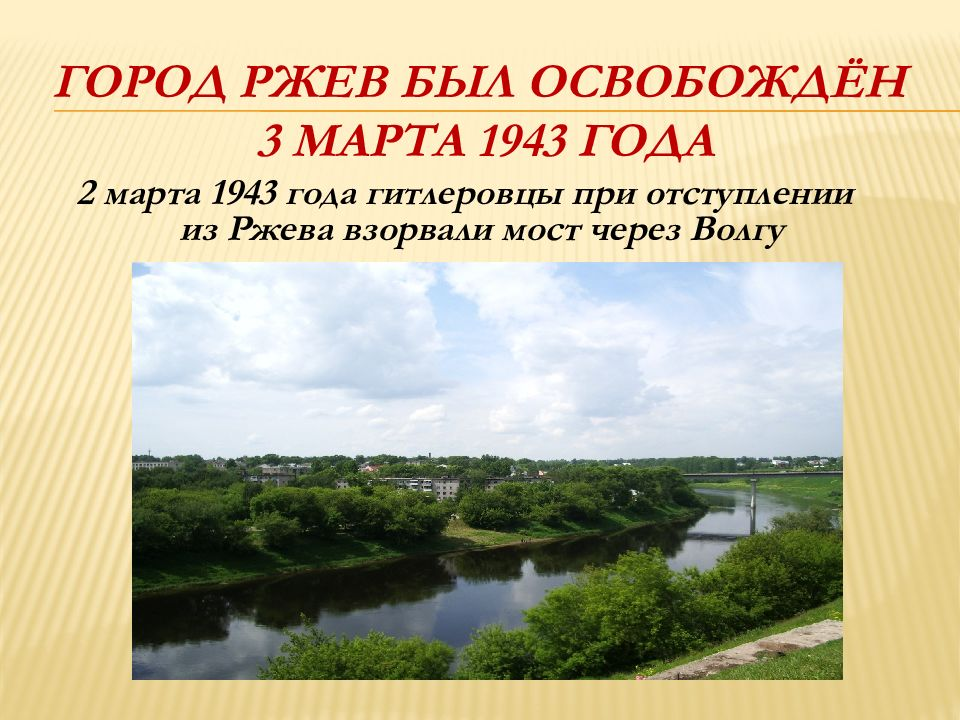 ГОРОД РЖЕВ БЫЛ ОСВОБОЖДЁН
3 МАРТА 1943 ГОДА
2 марта 1943 года гитлеровцы при отступлении
из Ржева взорвали мост через Волгу